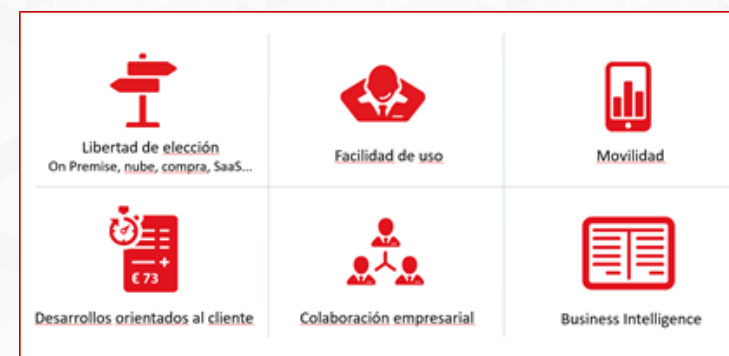 Libertad de elección
On Premise, nube, compra, SaaS...
Facilidad de uso
Movilidad
€ 73
Desarrollos orientados al cliente
Colaboración empresarial
Business Intelligence